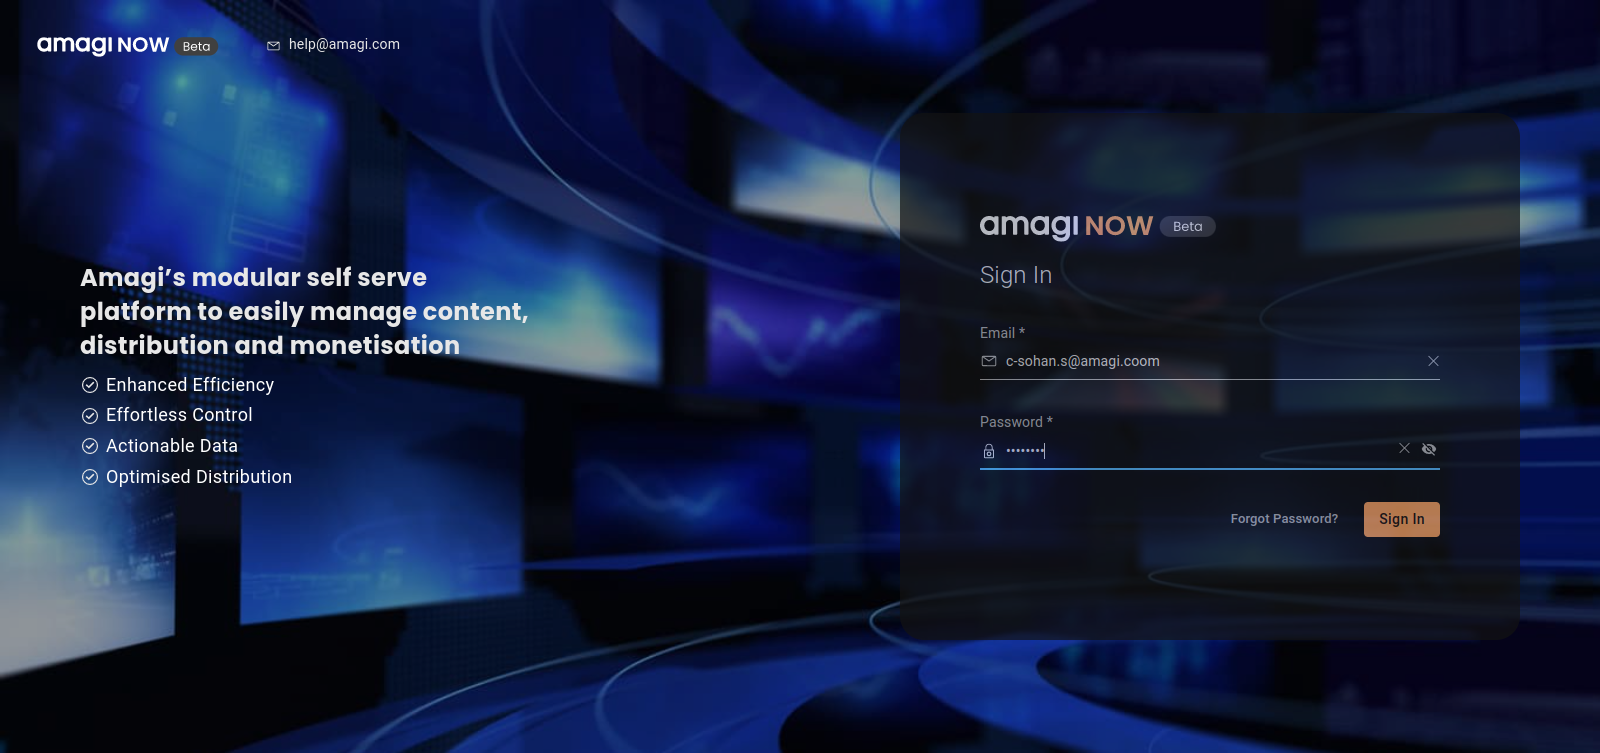 amagi NOW Beta
help@amagi.com
Amagi’s modular self serve
platform to easily manage content,
distribution and monetisation
Enhanced Efficiency
Effortless Control
Actionable Data
Optimised Distribution
amagi NOW Beta
Sign In
Email *
c-sohan.s@amagi.coom
Password *
••••••••
Forgot Password?
Sign In